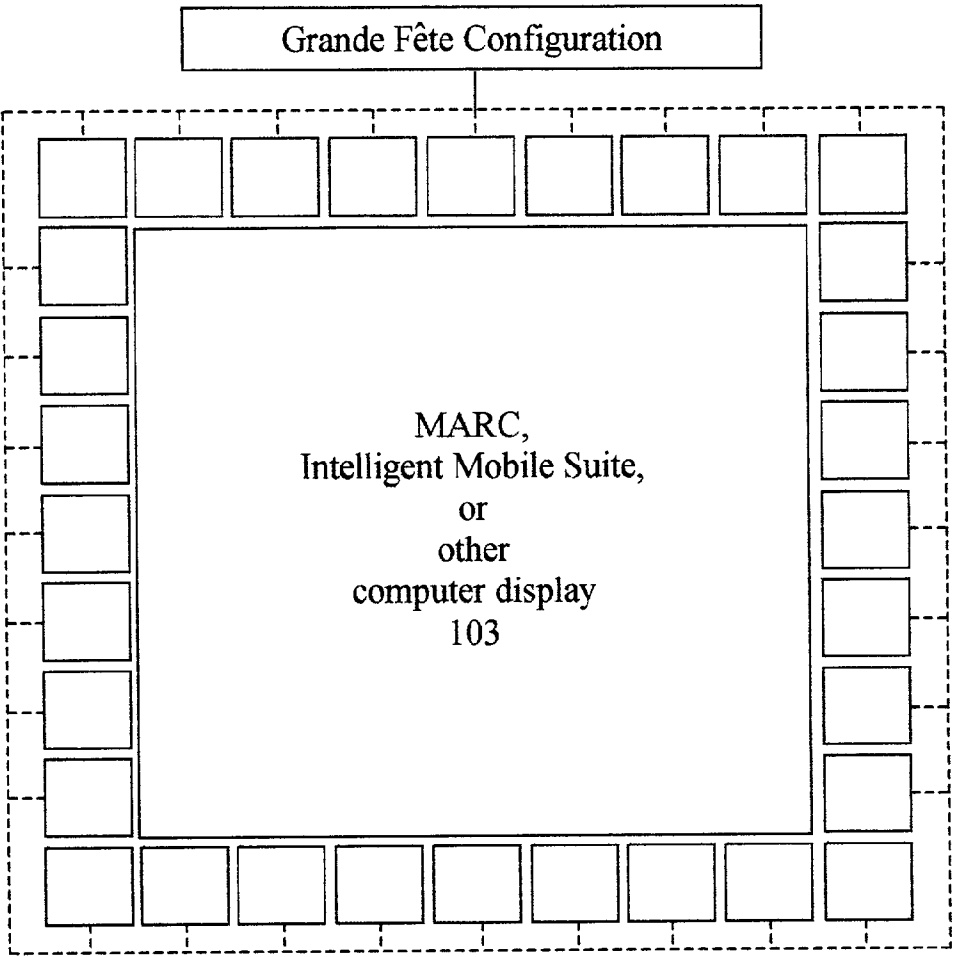 Grande Fête Configuration
MARC,
Intelligent Mobile Suite,
or
other
computer display
103